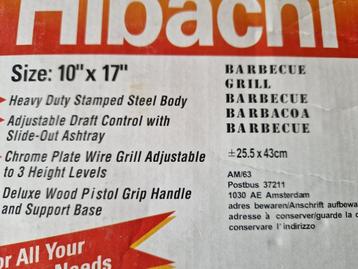 Hibachi
Size: 10" x 17"
Heavy Duty Stamped Steel Body
Adjustable Draft Control with
Slide-Out Ashtray
Chrome Plate Wire Grill Adjustable
to 3 Height Levels
Deluxe Wood Pistol Grip Handle
and Support Base
or All Your
Needs
BARBECUE
GRILL
BARBECUE
BARBACOA
BARBECUE
± 25.5 x 43cm
AM/63
Postbus 37211
1030 AE Amsterdam
adres bewaren/Anschrift aufbewa
adresse à conserver/guarde la
conservare l' indirizzo